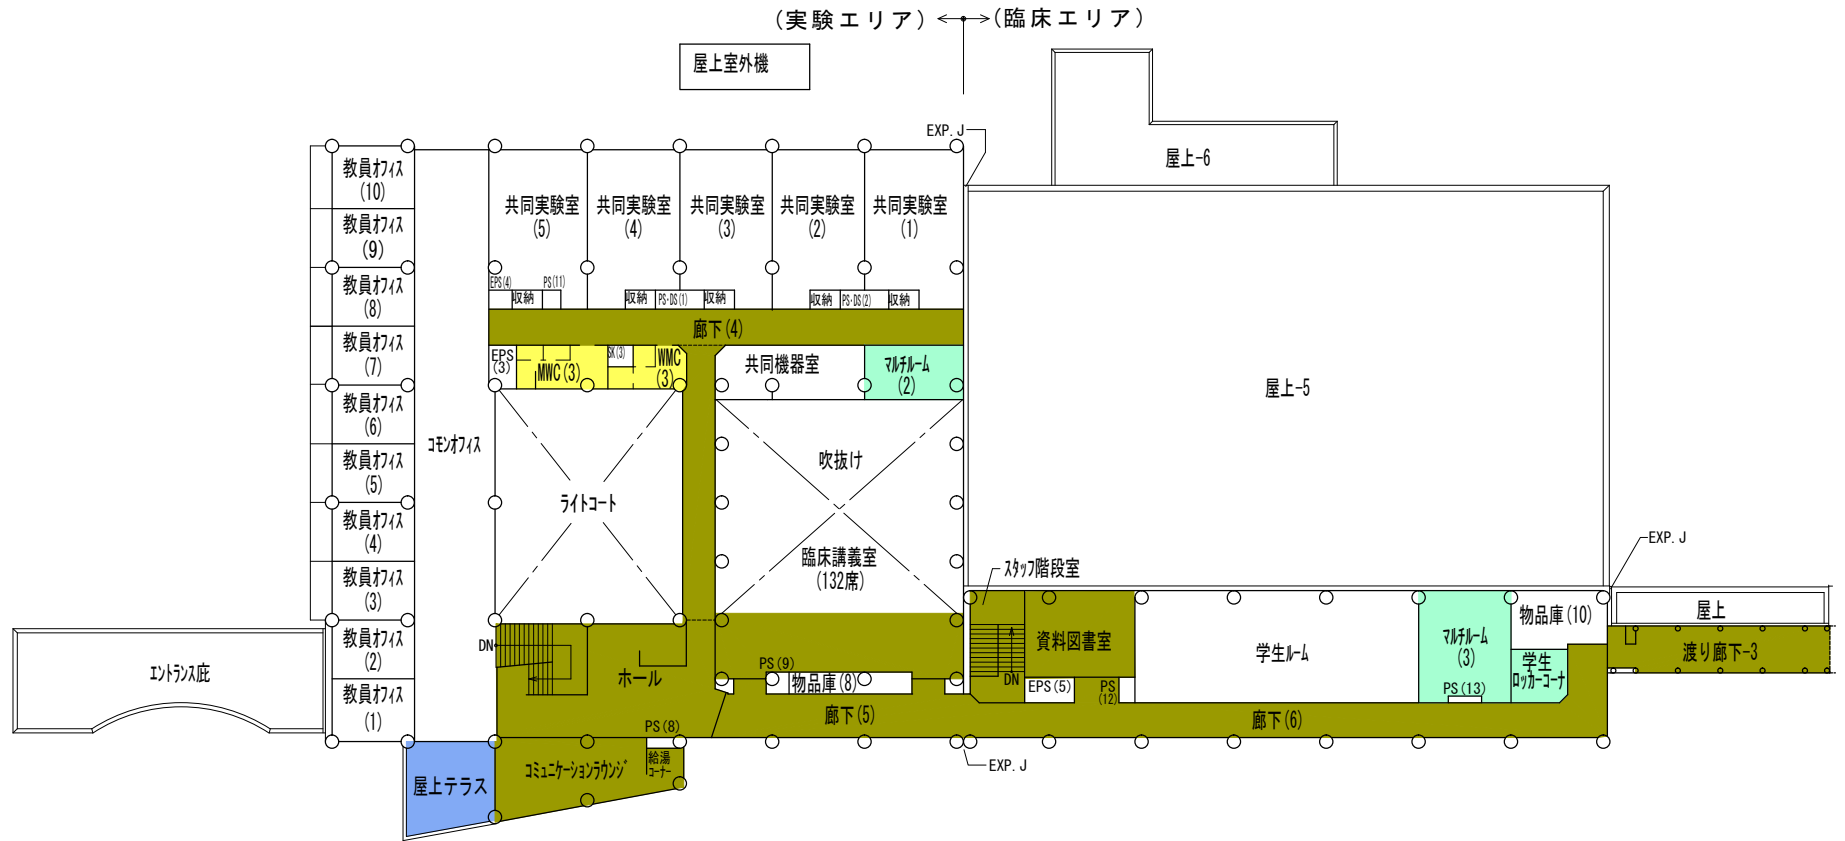 (実験エリア)
(臨床エリア)
屋上室外機
EXP.J
屋上-6
教員オフィス
(10)
教員オフィス
(9)
教員オフィス
(8)
教員オフィス
(7)
教員オフィス
(6)
教員オフィス
(5)
教員オフィス
(4)
教員オフィス
(3)
教員オフィス
(2)
教員オフィス
(1)
コモンオフィス
共同実験室
(5)
共同実験室
(4)
共同実験室
(3)
共同実験室
(2)
共同実験室
(1)
EPS(4)
PS(11)
収納
収納
PS・DS(1)
収納
収納
PS・DS(2)
収納
廊下(4)
EPS
(3)
MWC(3)
SK(3)
WMC
(3)
共同機器室
マルチルーム
(2)
屋上-5
吹抜け
ライトコート
臨床講義室
(132席)
EXP.J
スタッフ階段室
屋上
エントランス庇
DN
ホール
PS(9)
物品庫(8)
資料図書室
DN
EPS(5)
PS
(12)
学生ルーム
マルチルーム
(3)
PS(13)
物品庫(10)
学生
ロッカーコーナ
渡り廊下-3
廊下(5)
廊下(6)
PS(8)
EXP.J
屋上テラス
コミュニケーションラウンジ
給湯
コーナー